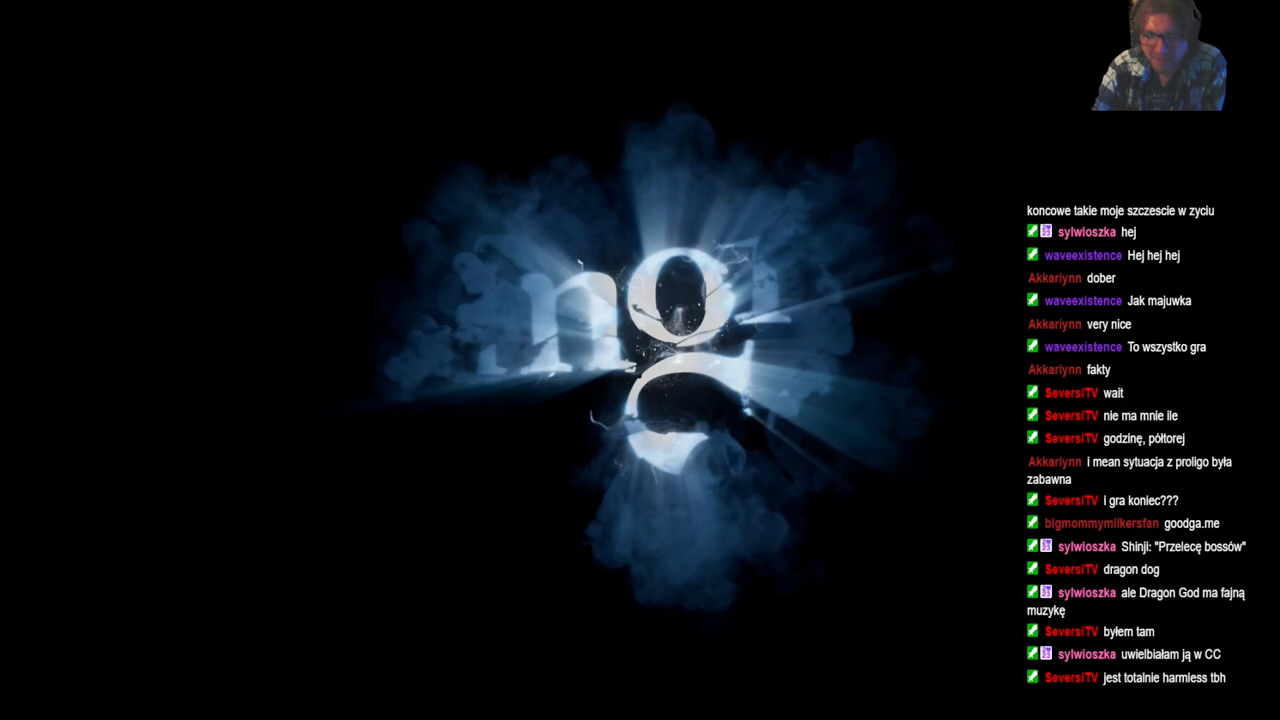 ng
koncowe takie moje szczescie w zyciu
sylwioszka hej
waveexistence Hej hej hej
Akkariynn dober
waveexistence Jak majuwka
Akkariynn very nice
waveexistence To wszystko gra
Akkariynn fakty
SeversiTV wait
SeversiTV nie ma mnie ile
SeversiTV godzinę, półtorej
Akkariynn i mean sytuacja z proligo była
zabawna
SeversiTV i gra koniec???
bigmommymilkersfan goodga.me
sylwioszka Shinji: "Przelecę bossów"
SeversiTV dragon dog
sylwioszka ale Dragon God ma fajną
muzykę
SeversiTV byłem tam
sylwioszka uwielbiałam ją w CC
SeversiTV jest totalnie harmless tbh